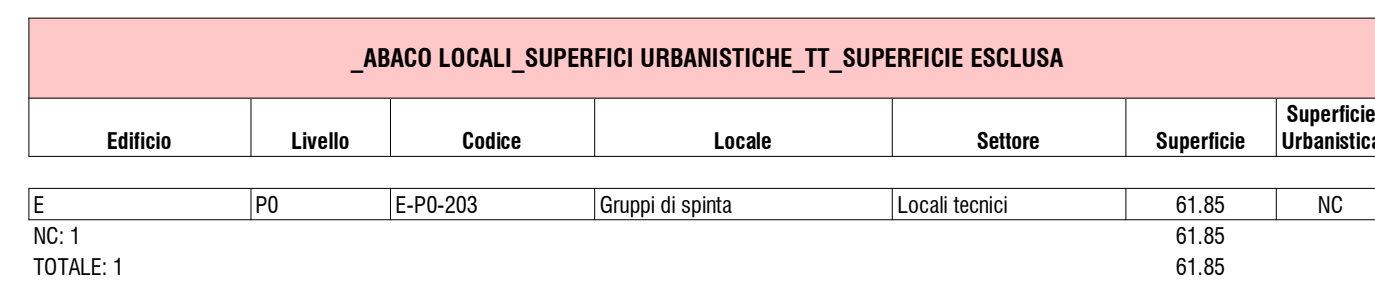 _ABACO LOCALI_SUPERFICI URBANISTICHE_TT_SUPERFICIE ESCLUSA
Edificio Livello Codice Locale Settore Superficie Superficie Urbanistica
E P0 E-P0-203 Gruppi di spinta Locali tecnici 61.85 NC
NC: 1 61.85
TOTALE: 1 61.85